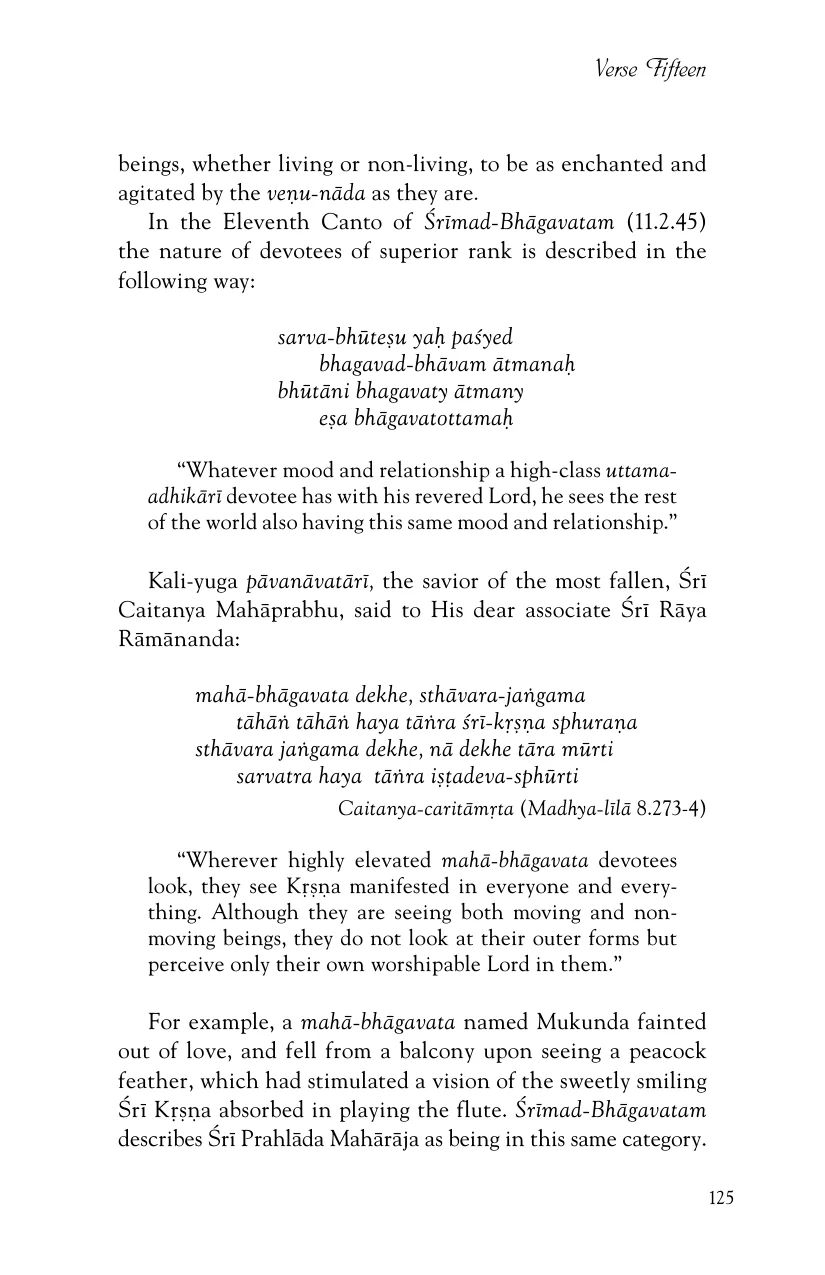 Verse Fifteen
beings, whether living or non-living, to be as enchanted and
agitated by the veṇu-nāda as they are.
In the Eleventh Canto of Śrīmad-Bhāgavatam (11.2.45)
the nature of devotees of superior rank is described in the
following way:
sarva-bhūteṣu yaḥ paśyed
bhagavad-bhāvam ātmanaḥ
bhūtāni bhagavaty ātmany
eṣa bhāgavatottamaḥ
“Whatever mood and relationship a high-class uttama-
adhikārī devotee has with his revered Lord, he sees the rest
of the world also having this same mood and relationship.”
Kali-yuga pāvanāvatārī, the savior of the most fallen, Śrī
Caitanya Mahāprabhu, said to His dear associate Śrī Rāya
Rāmānanda:
mahā-bhāgavata dekhe, sthāvara-jaṅgama
tāhāṅ tāhāṅ haya tāṅra śrī-kṛṣṇa sphuraṇa
sthāvara jaṅgama dekhe, nā dekhe tāra mūrti
sarvatra haya tāṅra iṣṭadeva-sphūrti
Caitanya-caritāmṛta (Madhya-līlā 8.273-4)
“Wherever highly elevated mahā-bhāgavata devotees
look, they see Kṛṣṇa manifested in everyone and every-
thing. Although they are seeing both moving and non-
moving beings, they do not look at their outer forms but
perceive only their own worshipable Lord in them.”
For example, a mahā-bhāgavata named Mukunda fainted
out of love, and fell from a balcony upon seeing a peacock
feather, which had stimulated a vision of the sweetly smiling
Śrī Kṛṣṇa absorbed in playing the flute. Śrīmad-Bhāgavatam
describes Śrī Prahlāda Mahārāja as being in this same category.
125